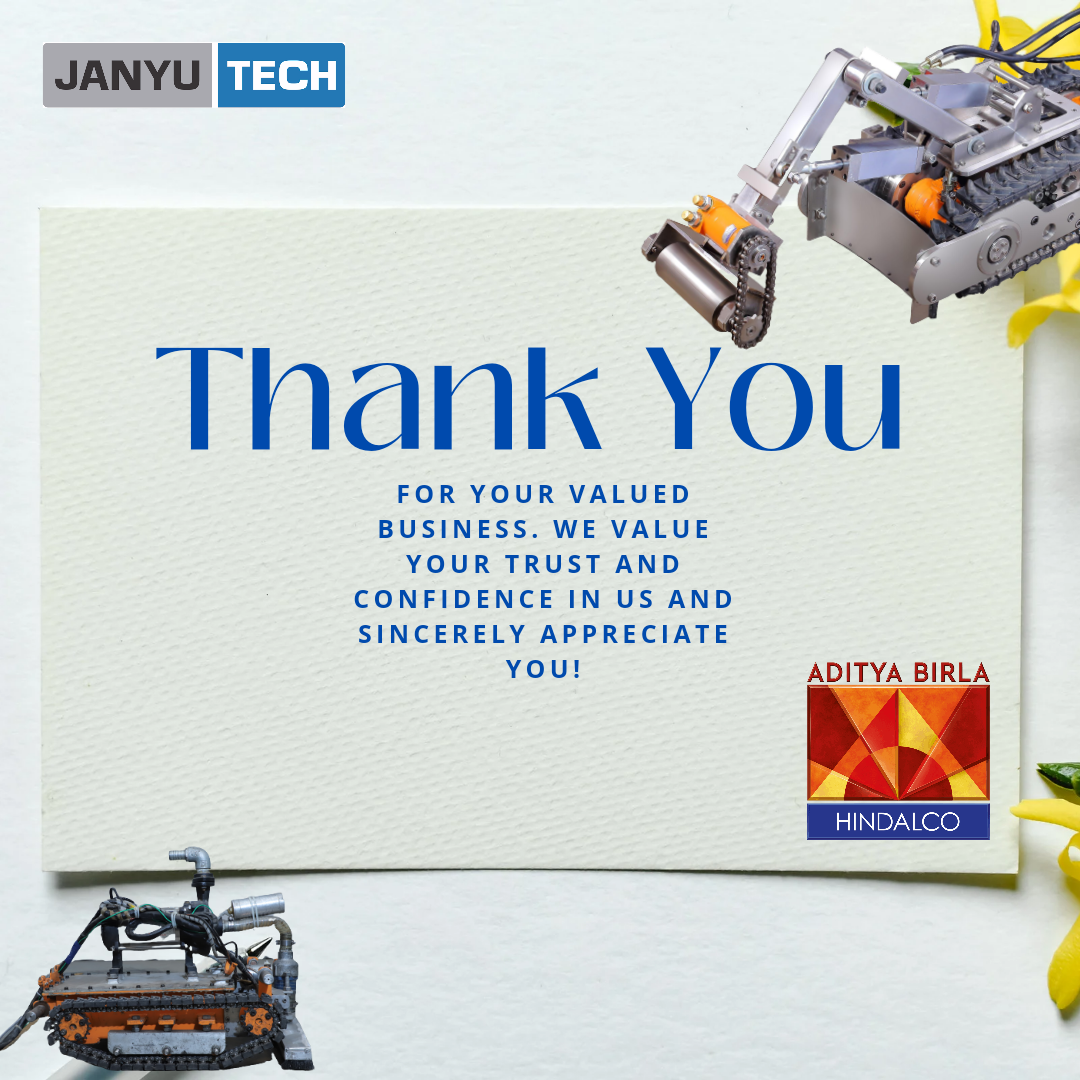 JANYU TECH
Thank You
FOR YOUR VALUED
BUSINESS. WE VALUE
YOUR TRUST AND
CONFIDENCE IN US AND
SINCERELY APPRECIATE
YOU!
ADITYA BIRLA
HINDALCO